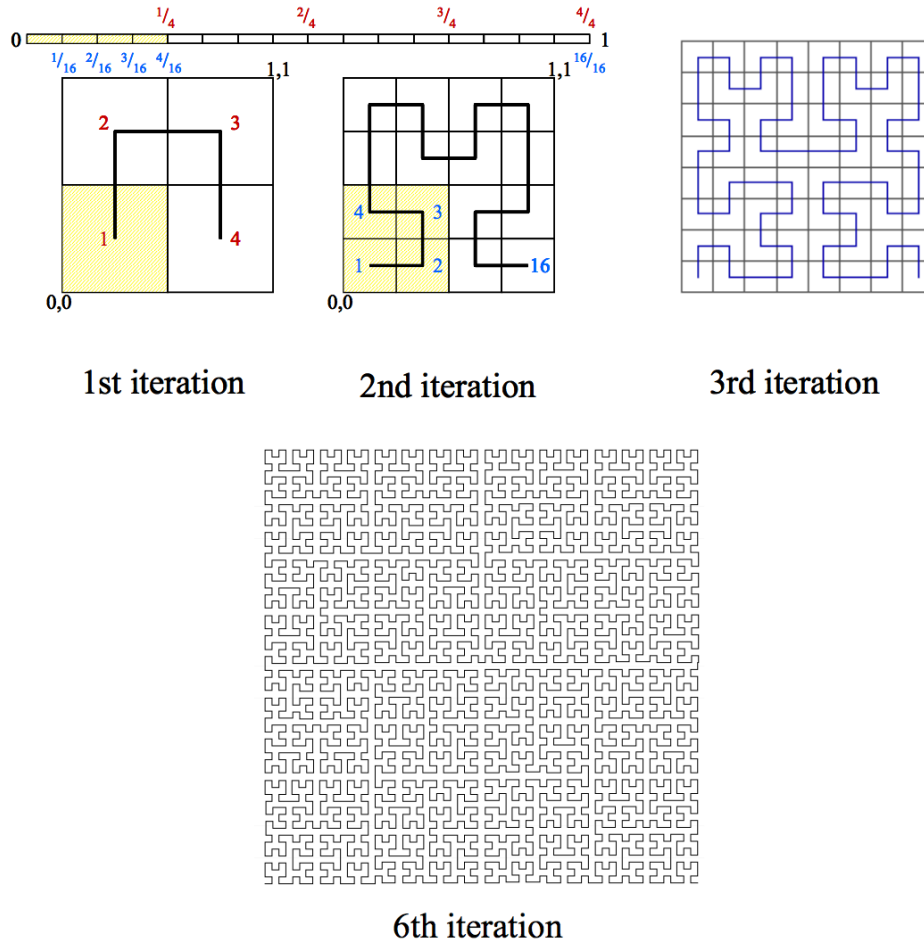 1/4 2/4 3/4 4/4
0 1
1/16 2/16 3/16 4/16 16/16
1,1 1,1
2 3
4 3
1 4
1 2 16
0,0 0,0
1st iteration 2nd iteration 3rd iteration
6th iteration